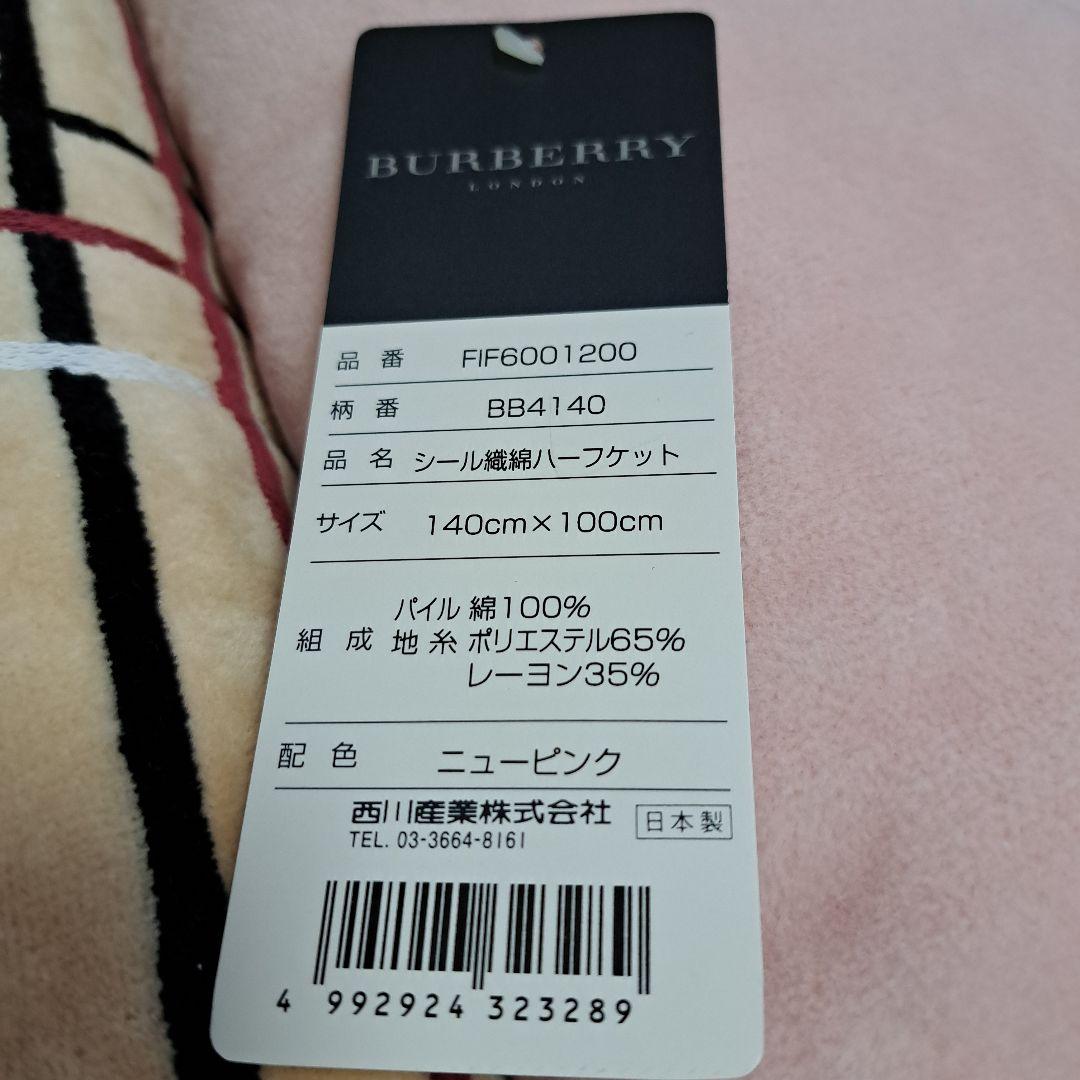 BURBERRY
LONDON
品番 FIF6001200
柄番 BB4140
品名 シール織綿ハーフケット
サイズ 140cm×100cm
パイル 綿100%
組成 地糸 ポリエステル65%
レーヨン35%
配色 ニューピンク
西川産業株式会社 日本製
TEL. 03-3664-8161
4 992924 323289